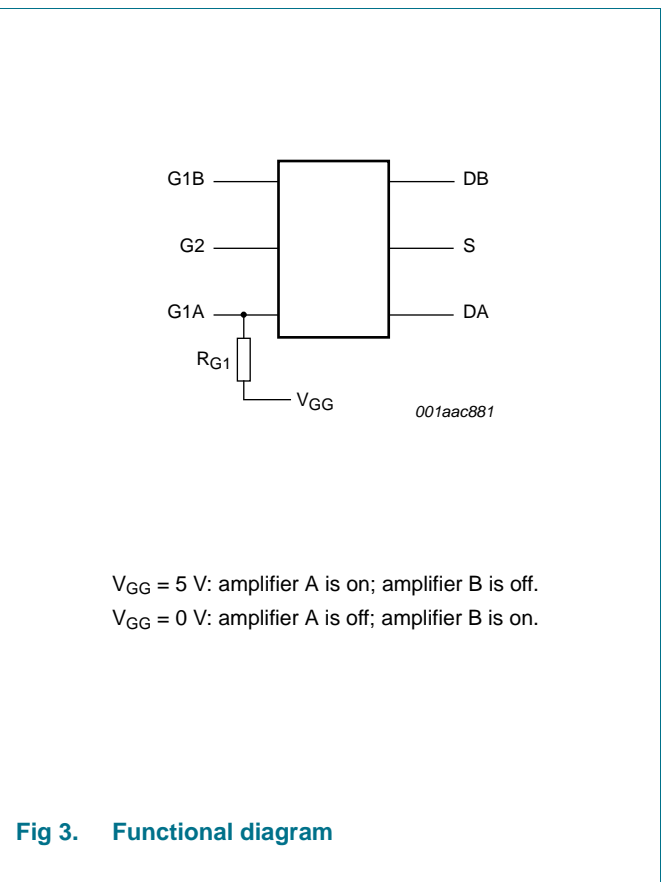 G1B DB
G2 S
G1A DA
RG1
VGG
001aac881
VGG = 5 V: amplifier A is on; amplifier B is off.
VGG = 0 V: amplifier A is off; amplifier B is on.
Fig 3. Functional diagram